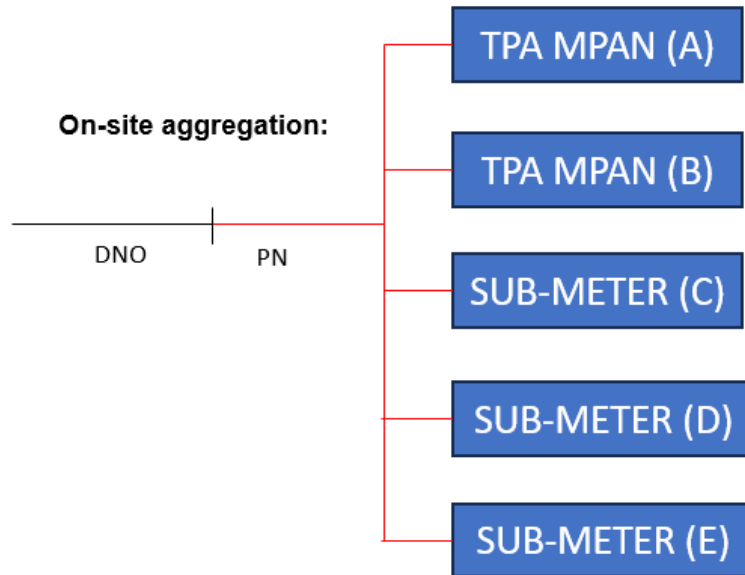 TPA MPAN (A)
On-site aggregation:
TPA MPAN (B)
DNO
PN
SUB-METER (C)
SUB-METER (D)
SUB-METER (E)